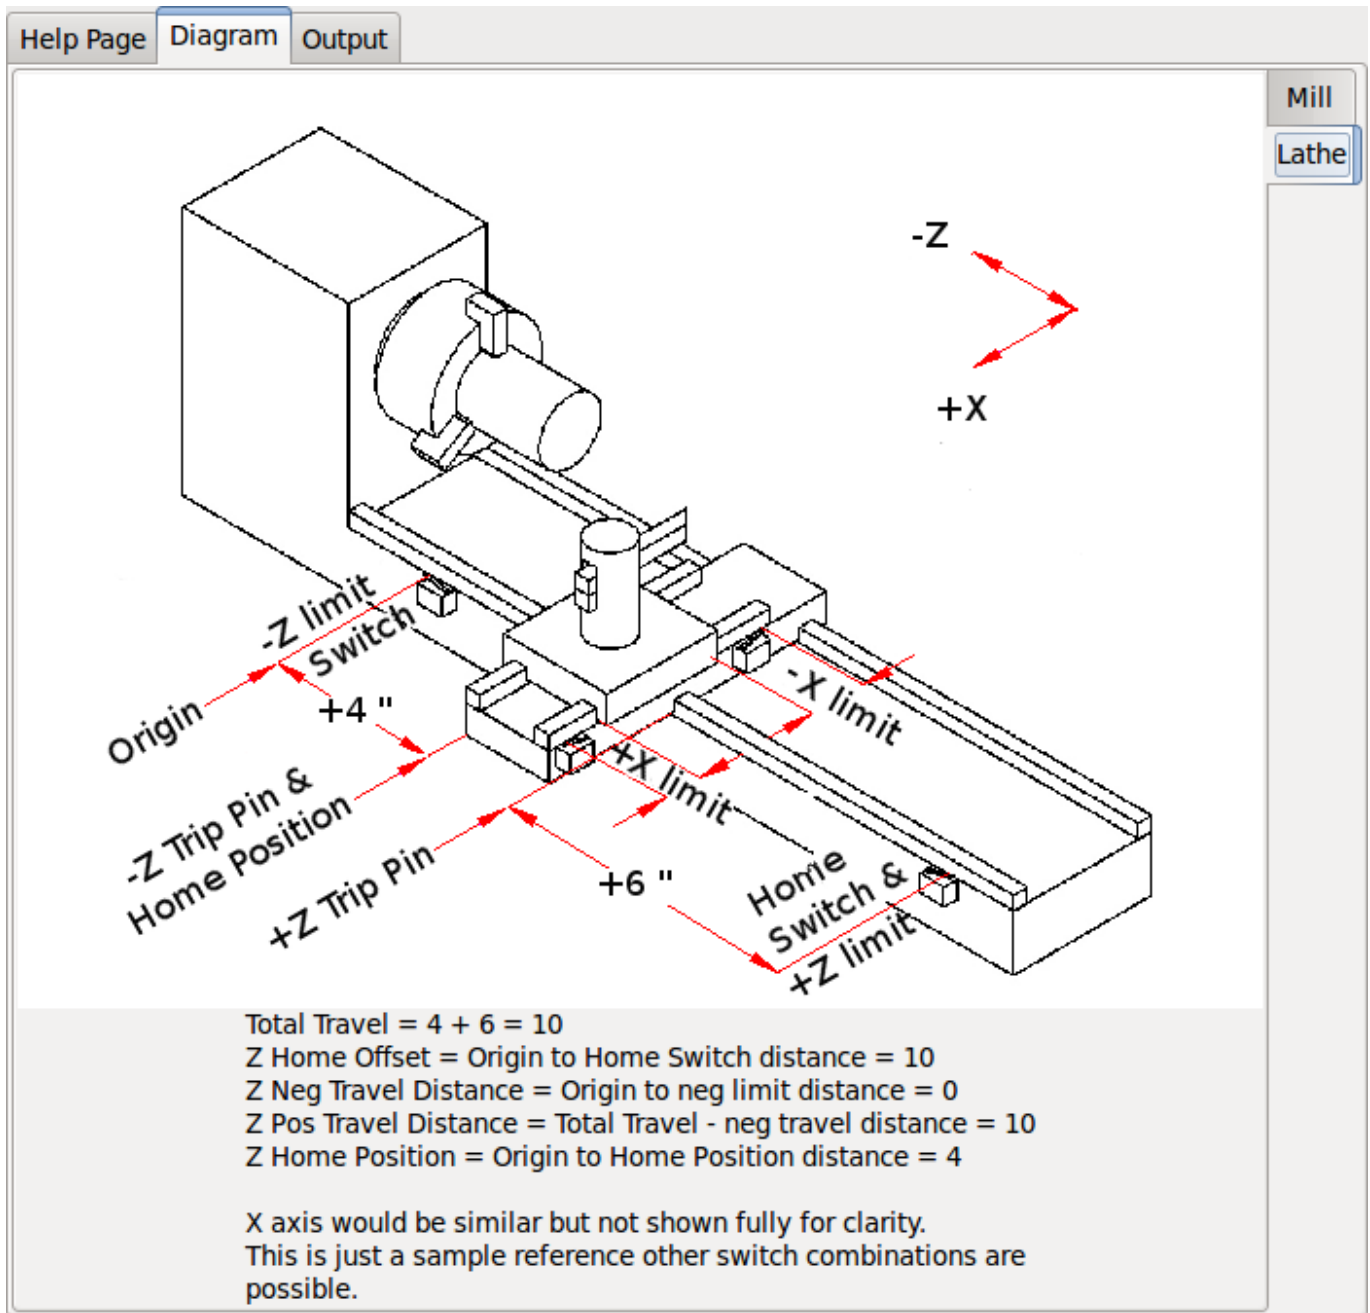 Help Page
Diagram
Output
Mill
Lathe
-Z
+X
-Z limit
Switch
Origin
+4 "
-X limit
+X limit
-Z Trip Pin &
Home Position
+Z Trip Pin
+6 "
Home
Switch &
+Z limit
Total Travel = 4 + 6 = 10
Z Home Offset = Origin to Home Switch distance = 10
Z Neg Travel Distance = Origin to neg limit distance = 0
Z Pos Travel Distance = Total Travel - neg travel distance = 10
Z Home Position = Origin to Home Position distance = 4
X axis would be similar but not shown fully for clarity.
This is just a sample reference other switch combinations are
possible.